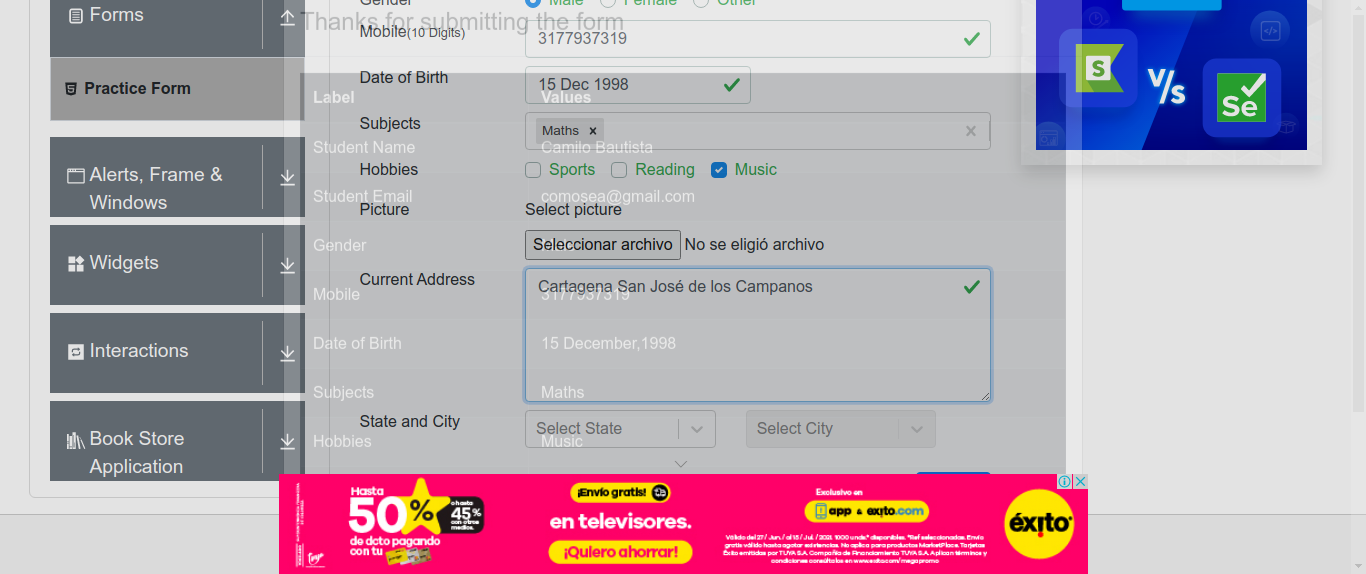 Forms
Practice Form
Alerts, Frame &
Windows
Widgets
Interactions
Book Store
Application
Thanks for submitting the form
Gender Male Female Other
Mobile(10 Digits) 3177937319
Date of Birth 15 Dec 1998
Subjects Maths ×
Hobbies Sports Reading Music
Picture Select picture
Seleccionar archivo No se eligió archivo
Current Address Cartagena San José de los Campanos
State and City Select State Select City
Label Values
Student Name Camilo Bautista
Student Email comosea@gmail.com
Gender
Mobile 3177937319
Date of Birth 15 December,1998
Subjects Maths
Hobbies Music
S V/s Se
Hasta
50%
o hasta
45%
con otros
medios.
de dcto pagando
con tu
tuya
¡Envío gratis!
en televisores.
¡Quiero ahorrar!
Exclusivo en
app & exito.com
éxito